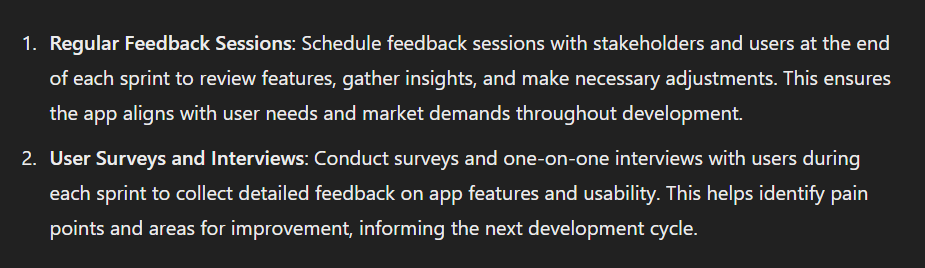 1. Regular Feedback Sessions: Schedule feedback sessions with stakeholders and users at the end
of each sprint to review features, gather insights, and make necessary adjustments. This ensures
the app aligns with user needs and market demands throughout development.
2. User Surveys and Interviews: Conduct surveys and one-on-one interviews with users during
each sprint to collect detailed feedback on app features and usability. This helps identify pain
points and areas for improvement, informing the next development cycle.